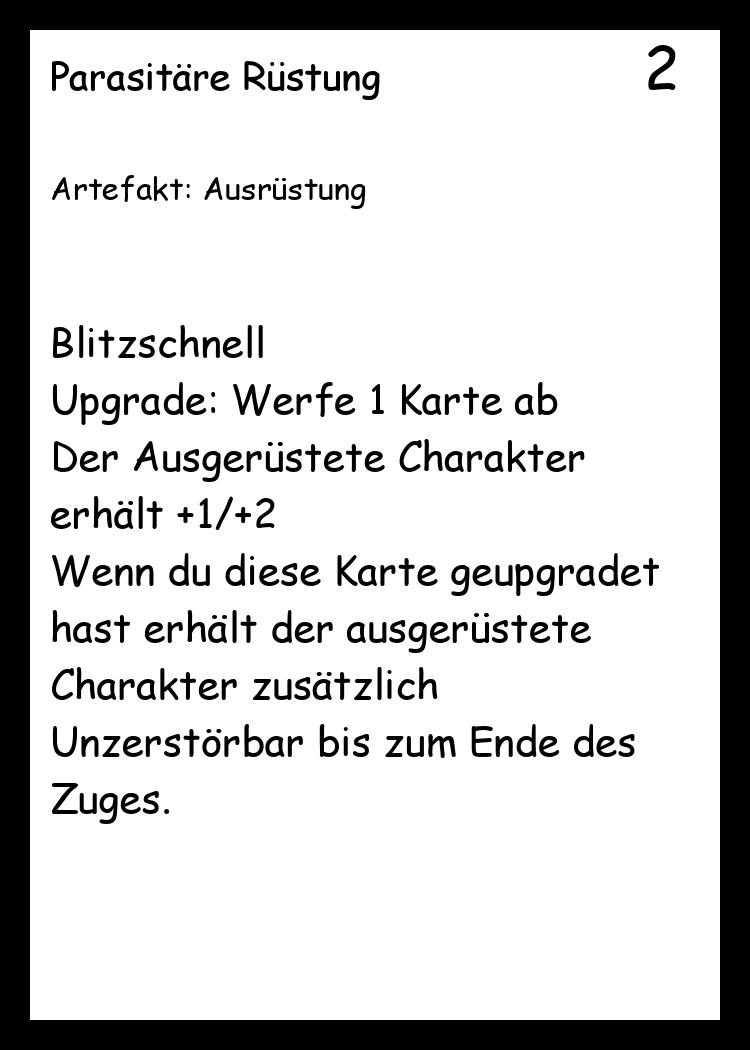 Parasitäre Rüstung 2
Artefakt: Ausrüstung
Blitzschnell
Upgrade: Werfe 1 Karte ab
Der Ausgerüstete Charakter
erhält +1/+2
Wenn du diese Karte geupgradet
hast erhält der ausgerüstete
Charakter zusätzlich
Unzerstörbar bis zum Ende des
Zuges.